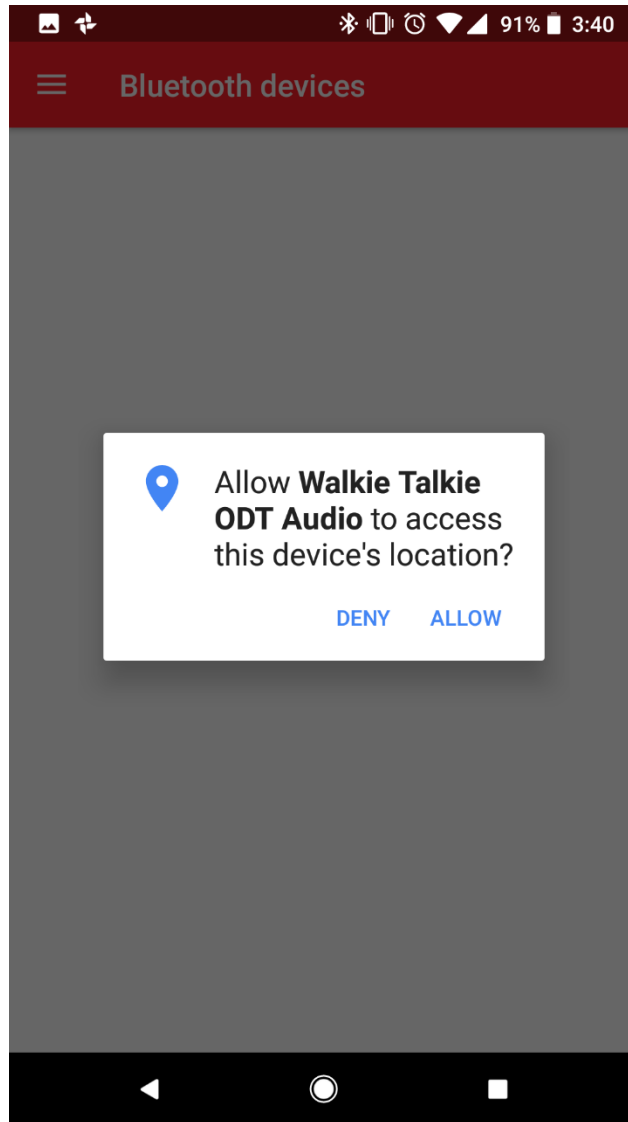 91% 3:40
Bluetooth devices
Allow Walkie Talkie
ODT Audio to access
this device's location?
DENY ALLOW